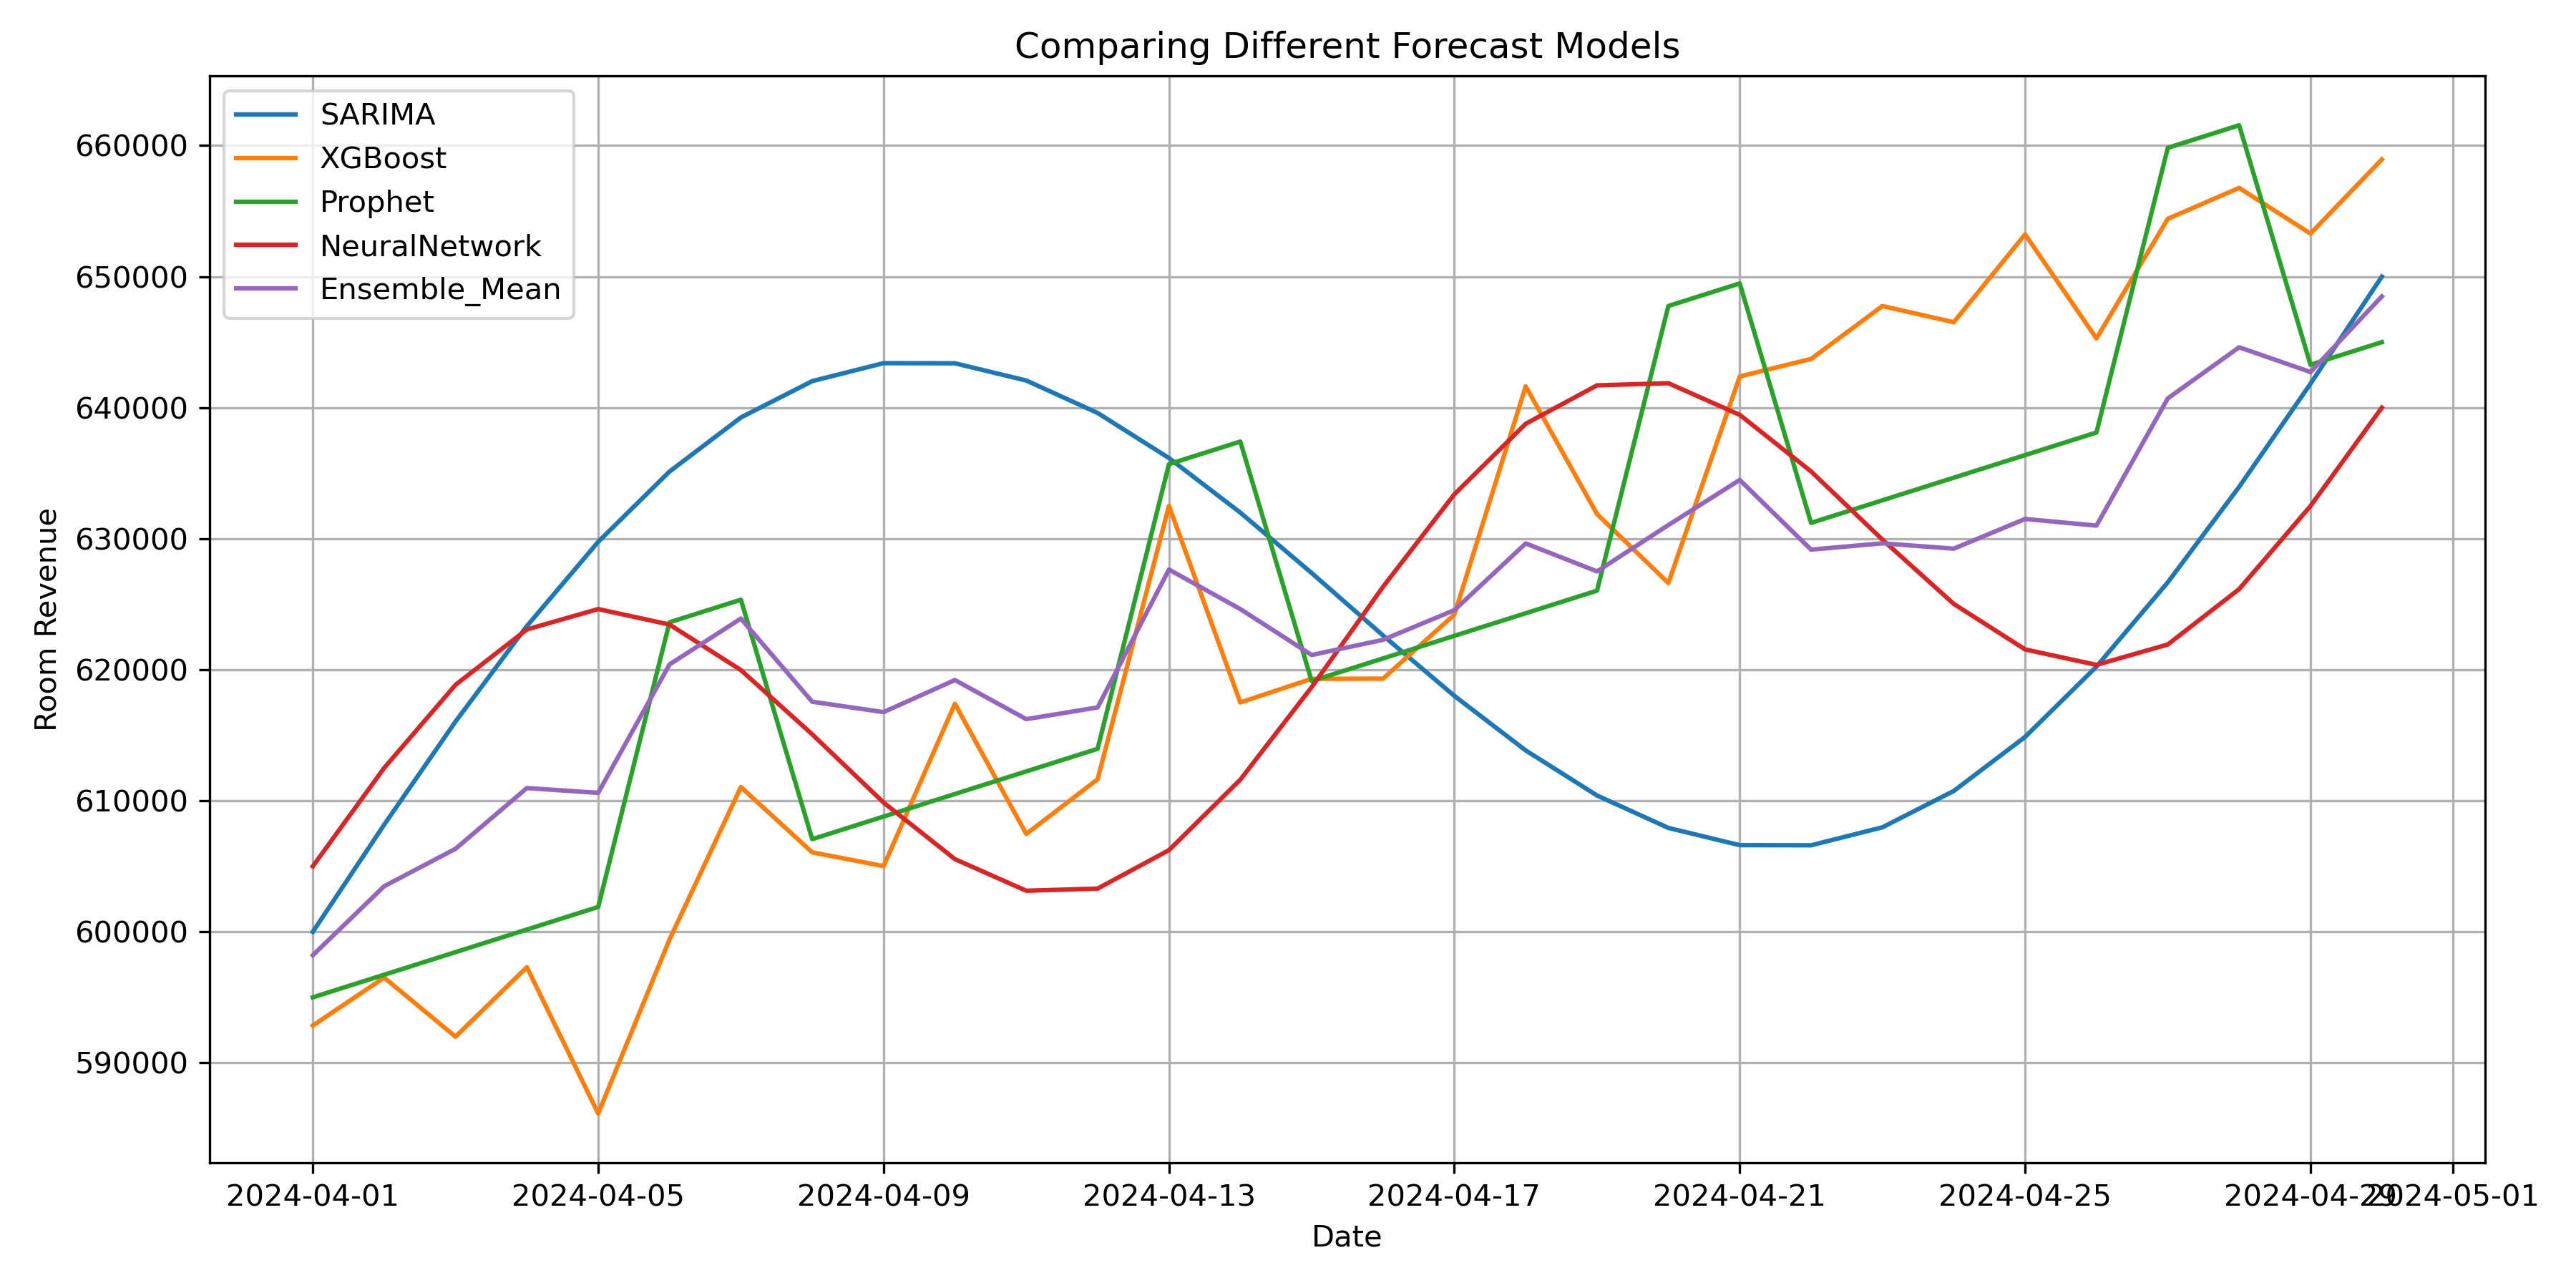 Comparing Different Forecast Models
SARIMA
XGBoost
Prophet
NeuralNetwork
Ensemble_Mean
660000
650000
640000
630000
620000
610000
600000
590000
Room Revenue
2024-04-01 2024-04-05 2024-04-09 2024-04-13 2024-04-17 2024-04-21 2024-04-25 2024-04-29 2024-05-01
Date